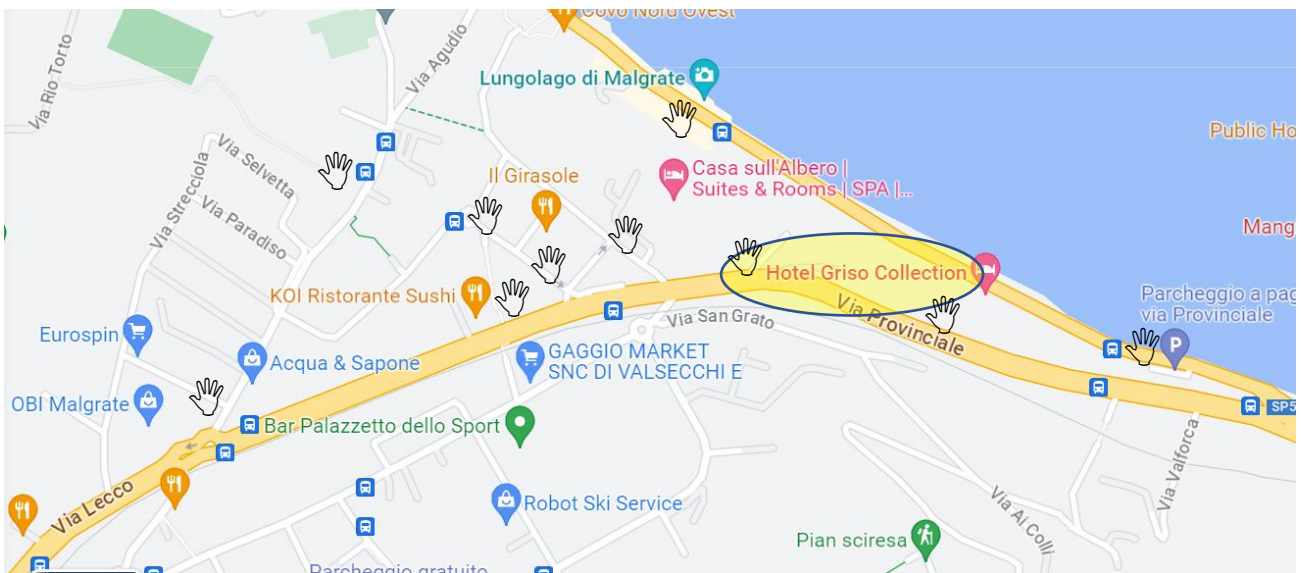 Covo Nord Ovest
Via Rio Torto
Via Agudio
Lungolago di Malgrate
Public Ho
Via Selvetta
Casa sull'Albero |
Suites & Rooms | SPA |...
Il Girasole
Via Strecciola
Via Paradiso
Mang
Hotel Griso Collection
KOI Ristorante Sushi
Parcheggio a pag
via Provinciale
Via San Grato
Via Provinciale
Eurospin
Acqua & Sapone
GAGGIO MARKET
SNC DI VALSECCHI E
P
OBI Malgrate
SP5
Bar Palazzetto dello Sport
Via Lecco
Via Valforca
Robot Ski Service
Via Ai Colli
Pian sciresa
Parcheggio gratuito